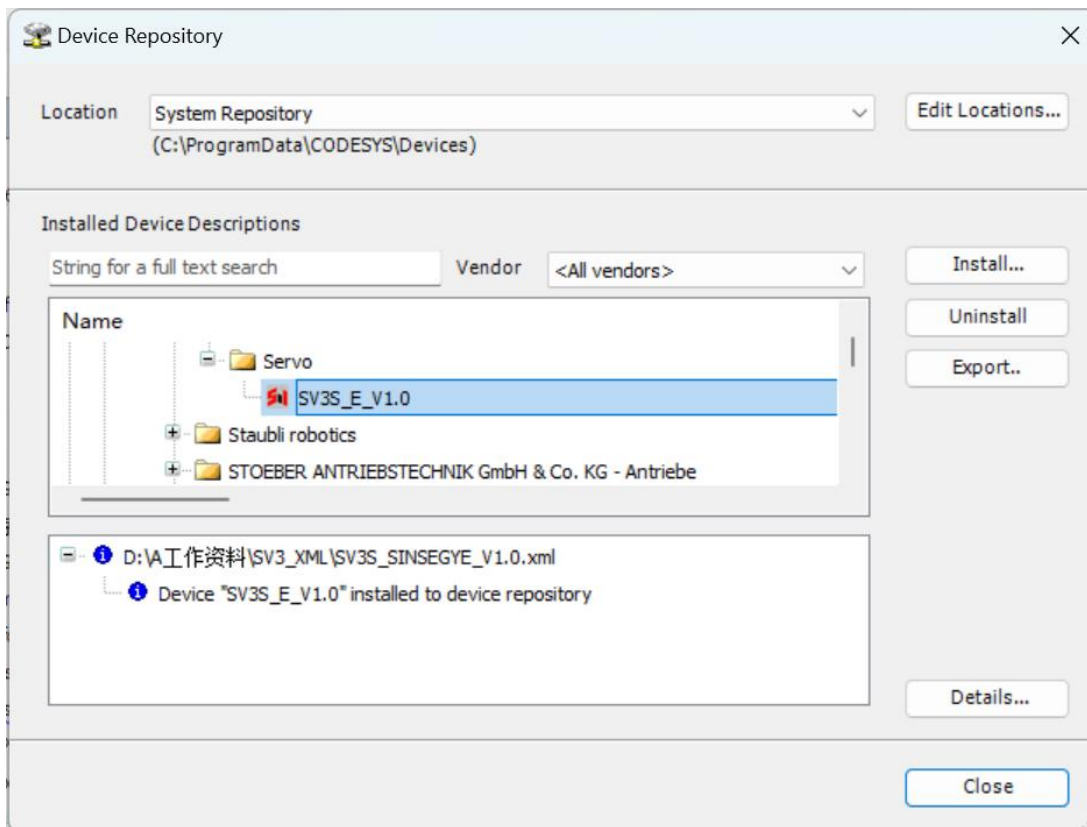 Device Repository
Location System Repository Edit Locations...
(C:\ProgramData\CODESYS\Devices)
Installed Device Descriptions
String for a full text search Vendor <All vendors> Install...
Name Uninstall
Servo Export..
SV3S_E_V1.0
Staubli robotics
STOEBER ANTRIEBSTECHNIK GmbH & Co. KG - Antriebe
D:\A工作资料\SV3_XML\SV3S_SINSEGYE_V1.0.xml
Device "SV3S_E_V1.0" installed to device repository
Details...
Close